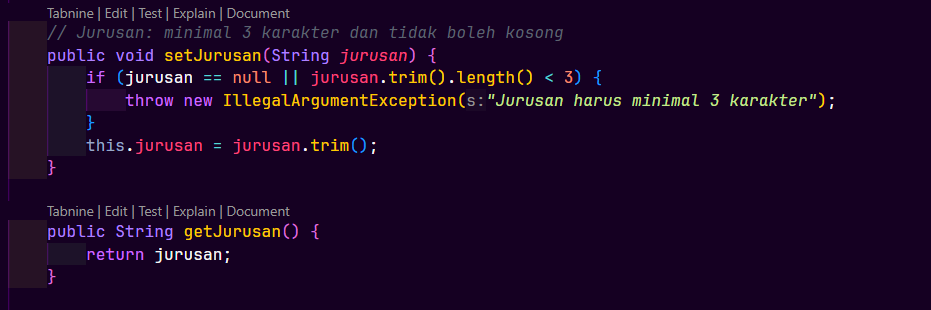 Tabnine | Edit | Test | Explain | Document
// Jurusan: minimal 3 karakter dan tidak boleh kosong
public void setJurusan(String jurusan) {
if (jurusan == null || jurusan.trim().length() < 3) {
throw new IllegalArgumentException(s:"Jurusan harus minimal 3 karakter");
}
this.jurusan = jurusan.trim();
}
Tabnine | Edit | Test | Explain | Document
public String getJurusan() {
return jurusan;
}